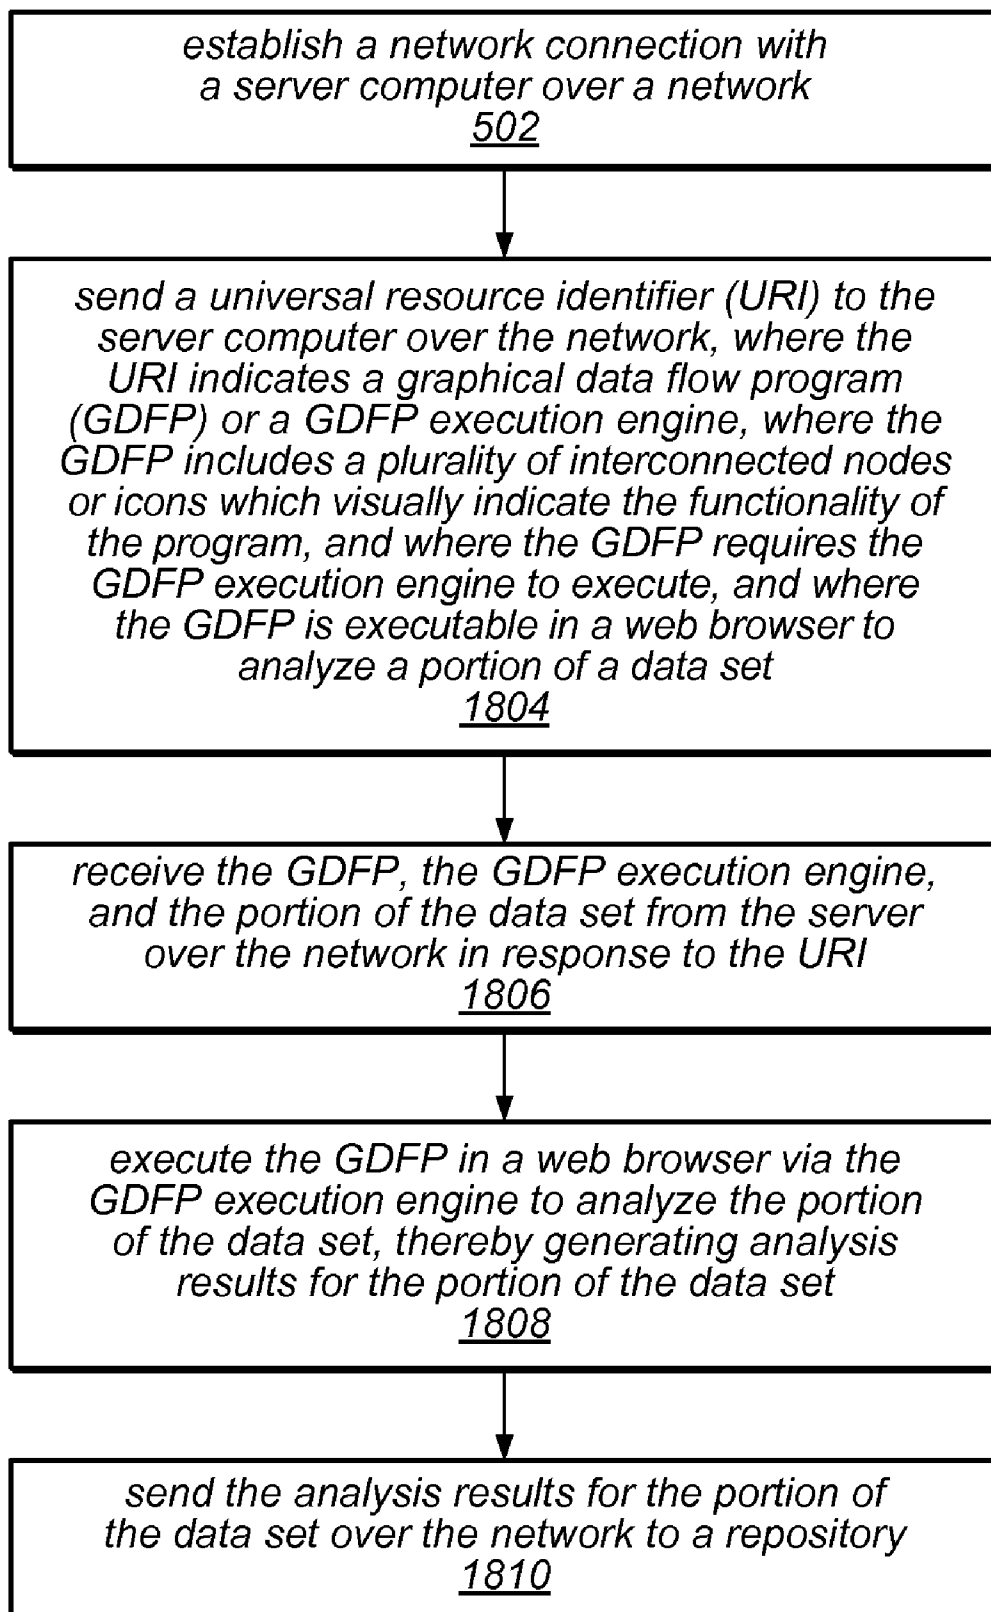 establish a network connection with
a server computer over a network
502
send a universal resource identifier (URI) to the
server computer over the network, where the
URI indicates a graphical data flow program
(GDFP) or a GDFP execution engine, where the
GDFP includes a plurality of interconnected nodes
or icons which visually indicate the functionality of
the program, and where the GDFP requires the
GDFP execution engine to execute, and where
the GDFP is executable in a web browser to
analyze a portion of a data set
1804
receive the GDFP, the GDFP execution engine,
and the portion of the data set from the server
over the network in response to the URI
1806
execute the GDFP in a web browser via the
GDFP execution engine to analyze the portion
of the data set, thereby generating analysis
results for the portion of the data set
1808
send the analysis results for the portion of
the data set over the network to a repository
1810